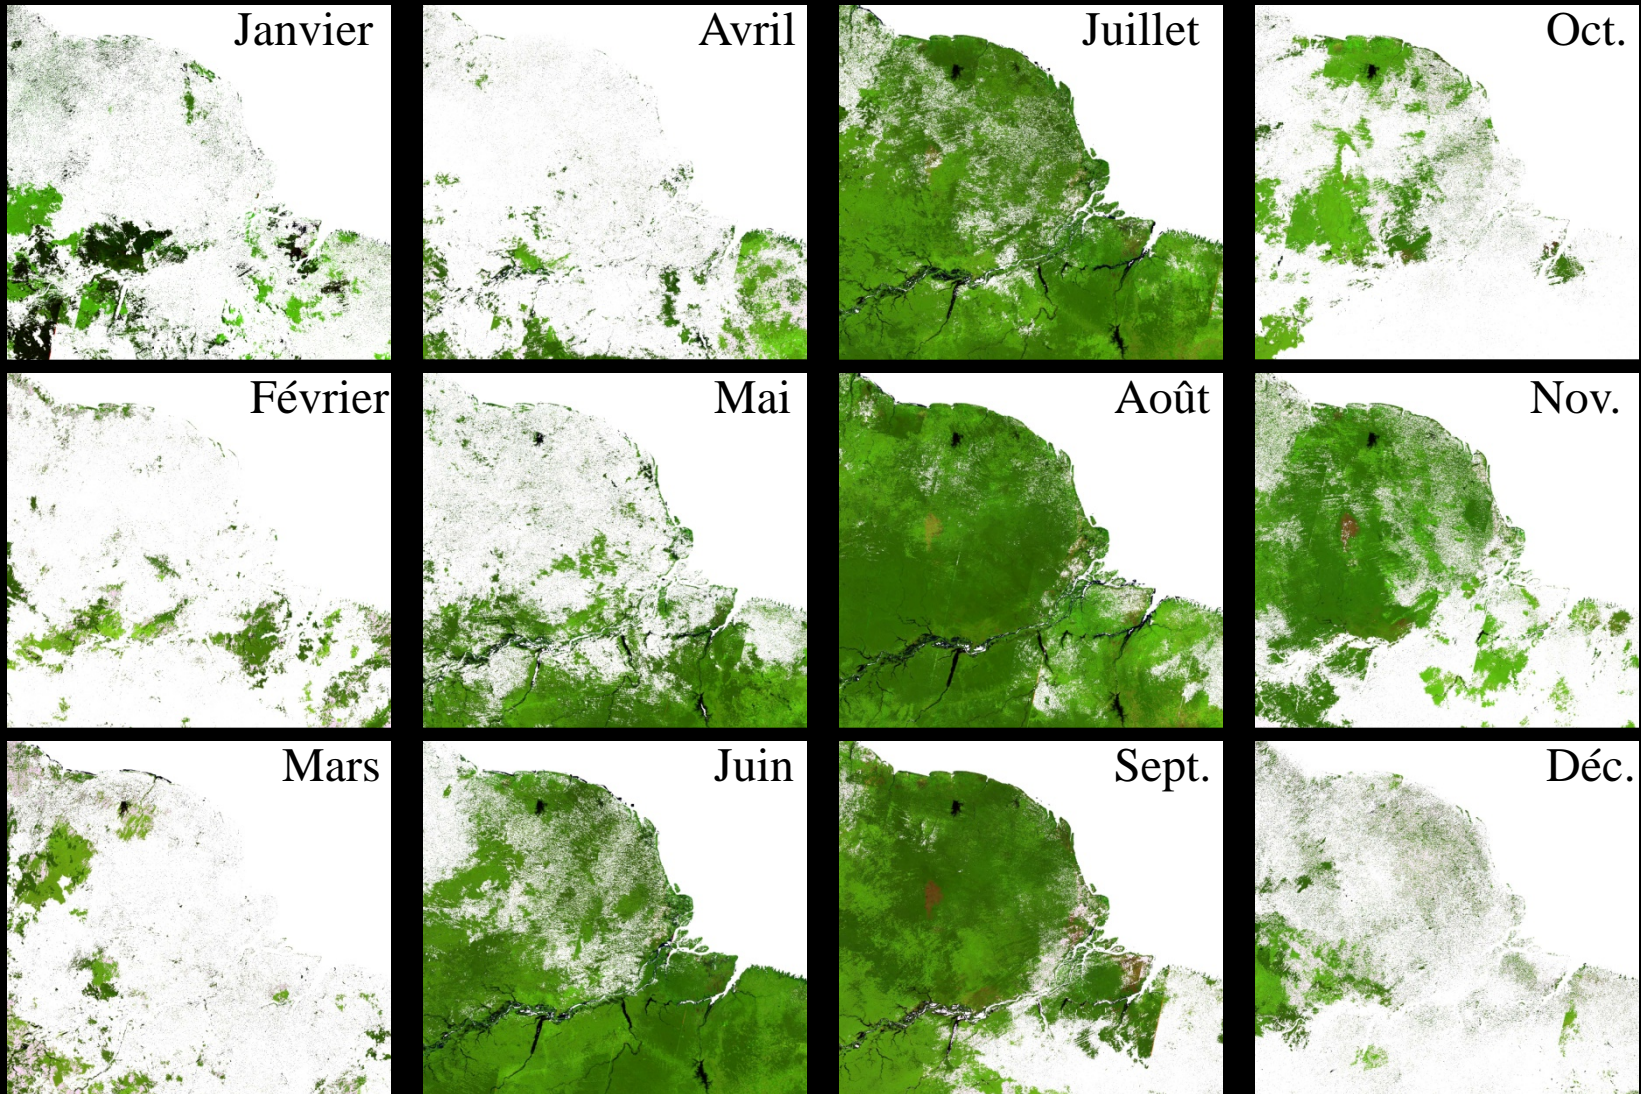 Janvier
Avril
Juillet
Oct.
Février
Mai
Août
Nov.
Mars
Juin
Sept.
Déc.